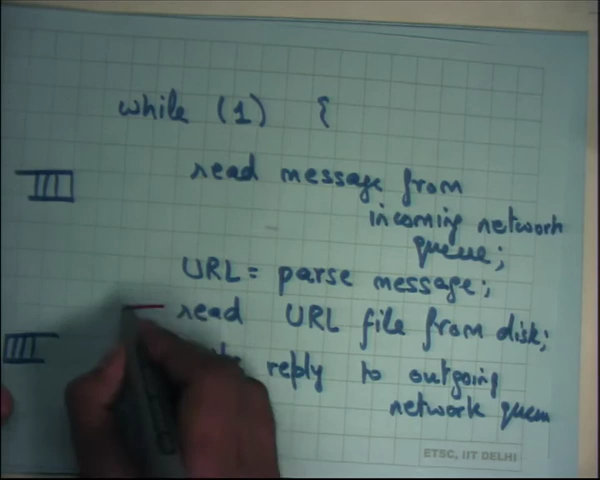 while (1) {
read message from
incoming network
queue;
URL = parse message;
read URL file from disk;
reply to outgoing
network queue
ETSC, IIT DELHI